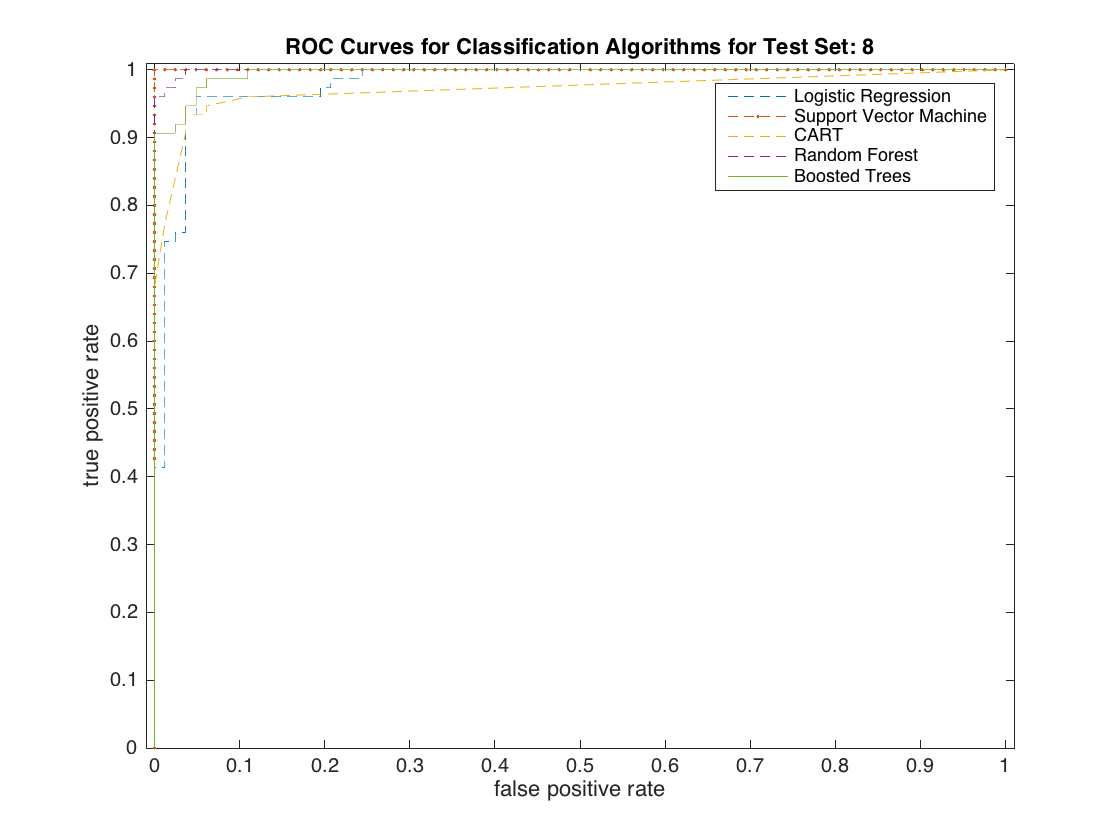 ROC Curves for Classification Algorithms for Test Set: 8
1
0.9
0.8
0.7
0.6
0.5
0.4
0.3
0.2
0.1
0
true positive rate
Logistic Regression
Support Vector Machine
CART
Random Forest
Boosted Trees
0 0.1 0.2 0.3 0.4 0.5 0.6 0.7 0.8 0.9 1
false positive rate